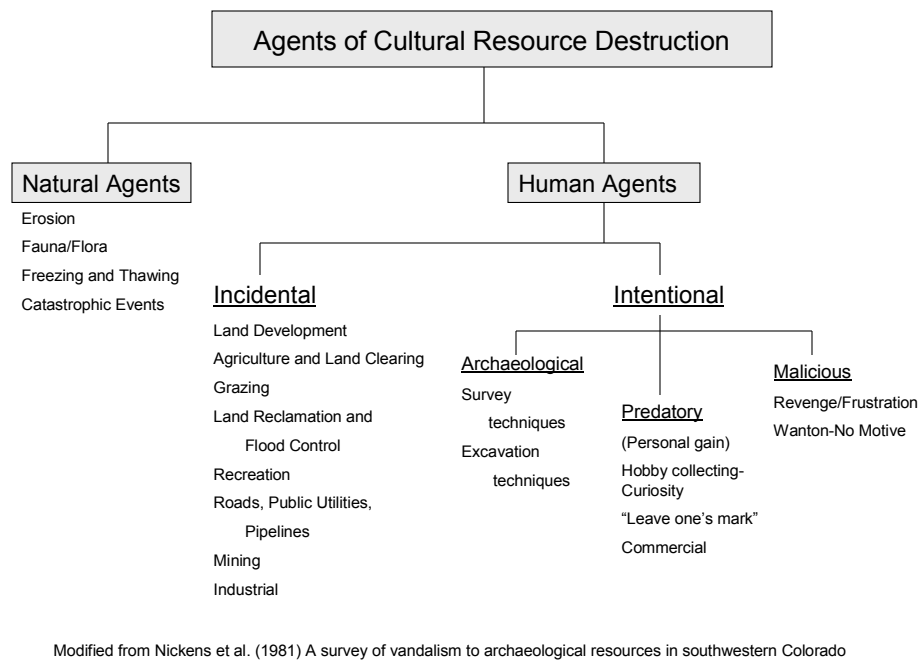 Agents of Cultural Resource Destruction
Natural Agents
Erosion
Fauna/Flora
Freezing and Thawing
Catastrophic Events
Human Agents
Incidental
Land Development
Agriculture and Land Clearing
Grazing
Land Reclamation and
Flood Control
Recreation
Roads, Public Utilities,
Pipelines
Mining
Industrial
Intentional
Archaeological
Survey
techniques
Excavation
techniques
Predatory
(Personal gain)
Hobby collecting-
Curiosity
“Leave one’s mark”
Commercial
Malicious
Revenge/Frustration
Wanton-No Motive
Modified from Nickens et al. (1981) A survey of vandalism to archaeological resources in southwestern Colorado